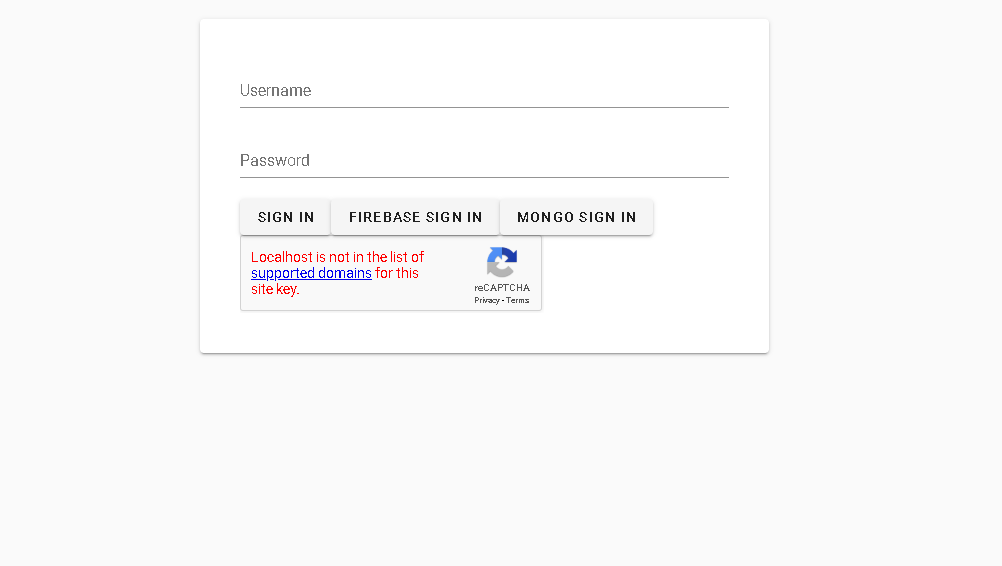 Username
Password
SIGN IN
FIREBASE SIGN IN
MONGO SIGN IN
Localhost is not in the list of
supported domains for this
site key.
reCAPTCHA
Privacy - Terms